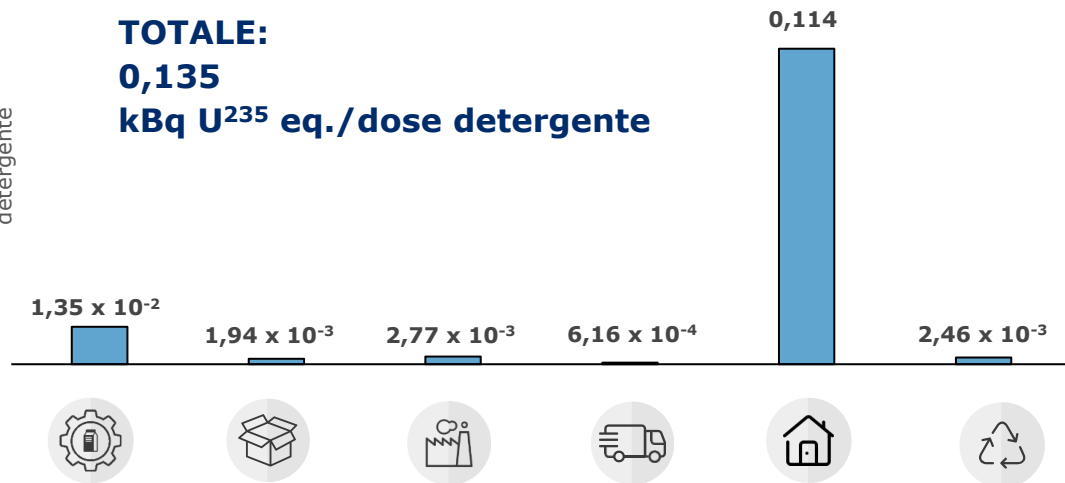 TOTALE:
0,135
kBq U²³⁵ eq./dose detergente
detergente
0,114
1,35 x 10⁻²
1,94 x 10⁻³
2,77 x 10⁻³
6,16 x 10⁻⁴
2,46 x 10⁻³